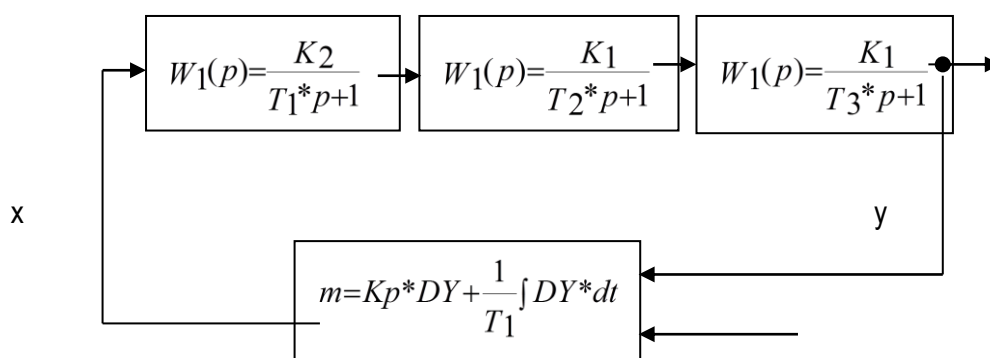 W1(p)=K2/(T1*p+1)
W1(p)=K1/(T2*p+1)
W1(p)=K1/(T3*p+1)
x
y
m=Kp*DY+1/T1∫DY*dt